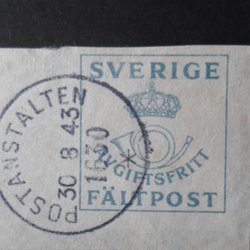 SVERIGE
AVGIFTSFRITT
FÄLTPOST
POSTANSTALTEN
30 8 43
1630